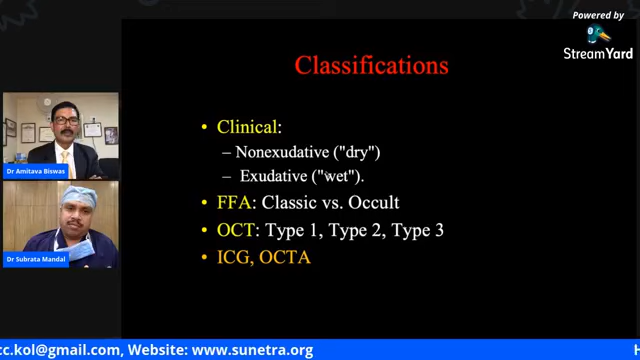 Powered by
StreamYard
Classifications
• Clinical:
– Nonexudative ("dry")
– Exudative ("wet").
• FFA: Classic vs. Occult
• OCT: Type 1, Type 2, Type 3
• ICG, OCTA
Dr Amitava Biswas
Dr Subrata Mandal
cc.kol@gmail.com, Website: www.sunetra.org
H